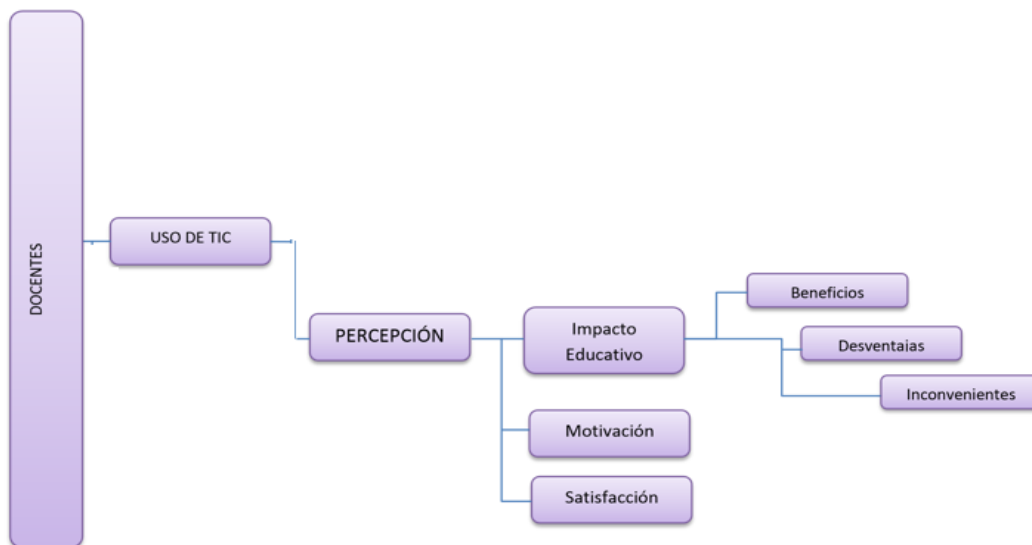 DOCENTES
USO DE TIC
PERCEPCIÓN
Impacto
Educativo
Beneficios
Desventaias
Inconvenientes
Motivación
Satisfacción